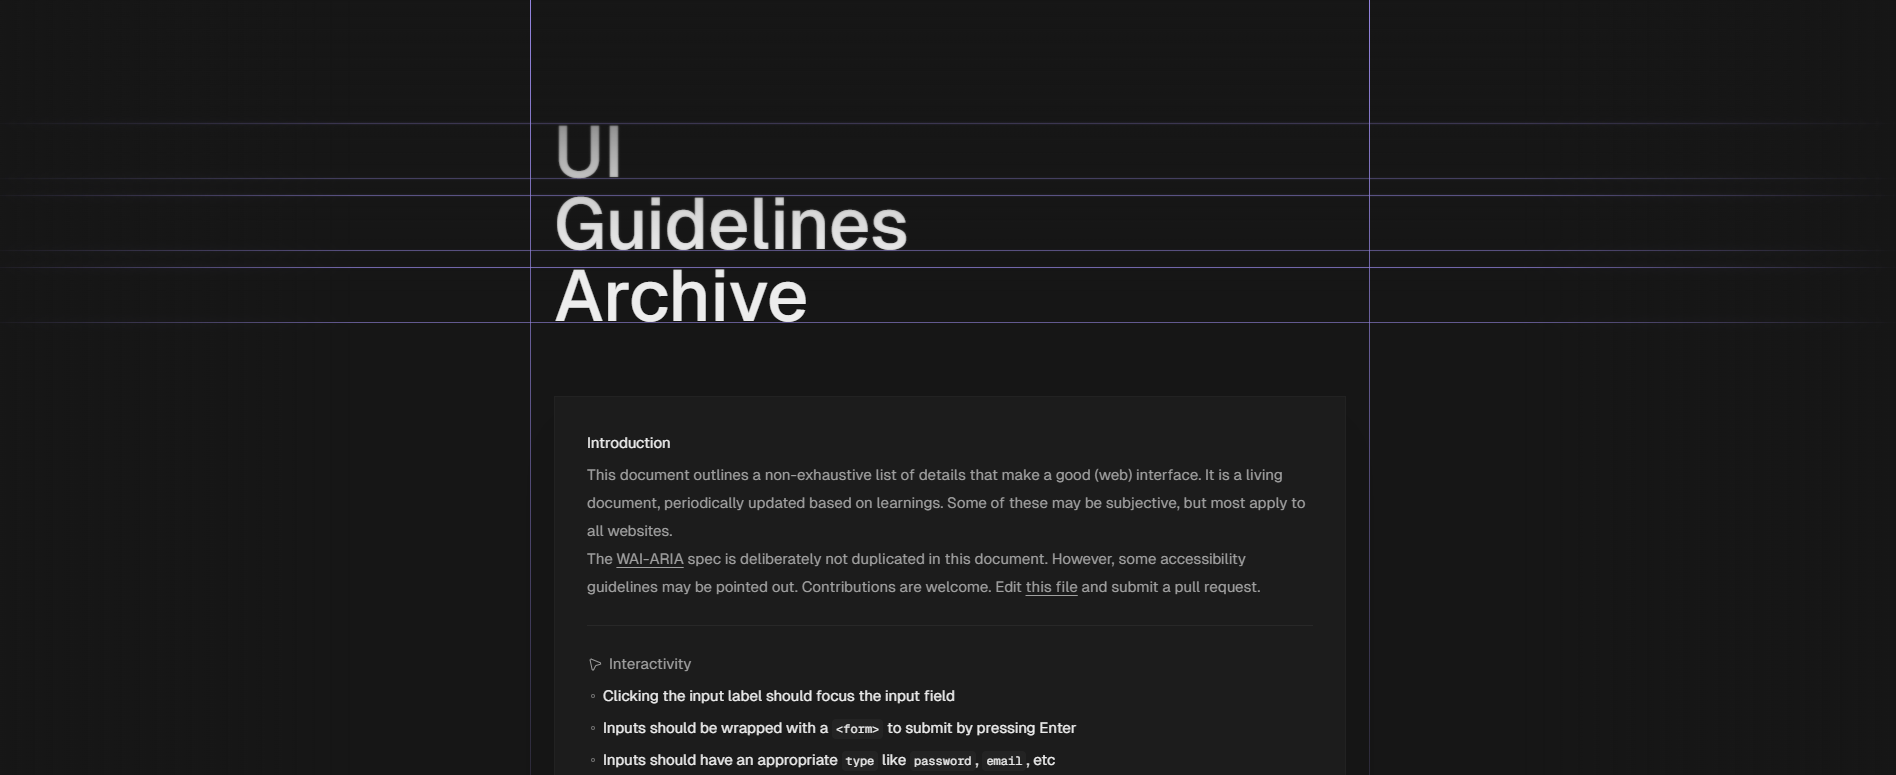 UI
Guidelines
Archive
Introduction
This document outlines a non-exhaustive list of details that make a good (web) interface. It is a living
document, periodically updated based on learnings. Some of these may be subjective, but most apply to
all websites.
The WAI-ARIA spec is deliberately not duplicated in this document. However, some accessibility
guidelines may be pointed out. Contributions are welcome. Edit this file and submit a pull request.
Interactivity
◦ Clicking the input label should focus the input field
◦ Inputs should be wrapped with a <form> to submit by pressing Enter
◦ Inputs should have an appropriate type like password, email, etc